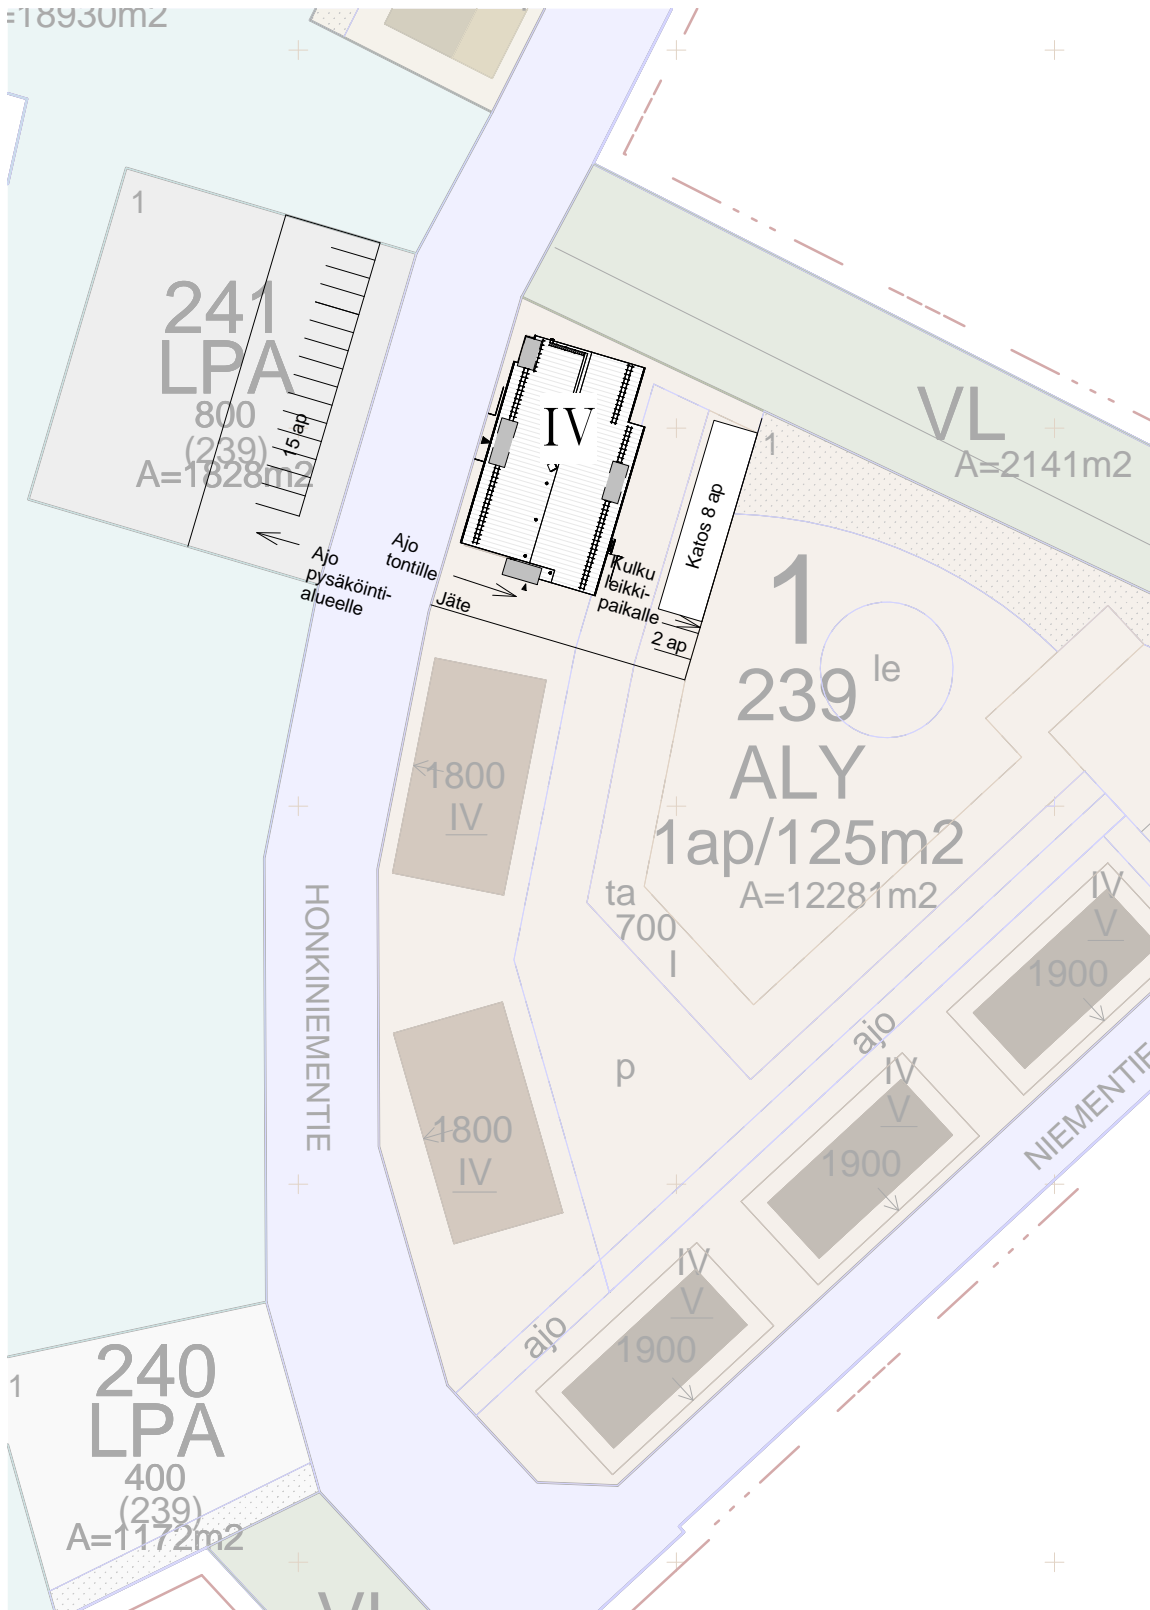 =18930m2
1
241
LPA
800
(239)
A=1828m2
15 ap
IV
VL
A=2141m2
1
Katos 8 ap
Ajo
pysäköinti-
alueelle
Ajo
tontille
Jäte
Kulku
leikki-
paikalle
2 ap
1
239
le
ALY
1ap/125m2
A=12281m2
1800
IV
ta
700
I
p
HONKINIEMENTIE
1800
IV
ajo
ajo
IV
V
1900
IV
V
1900
IV
V
1900
NIEMENTIE
1
240
LPA
400
(239)
A=1172m2
VL